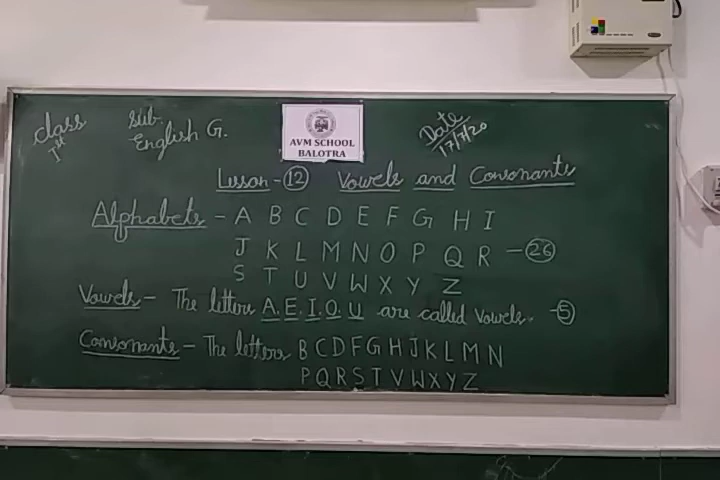 class
Ist
Sub.
English G.
AVM SCHOOL
BALOTRA
Date
17/7/20
Lesson - 12 Vowels and Consonants
Alphabets - A B C D E F G H I
J K L M N O P Q R - 26
S T U V W X Y Z
Vowels - The letters A.E.I.O.U are called Vowels. - 5
Consonants - The letters B C D F G H J K L M N
P Q R S T V W X Y Z